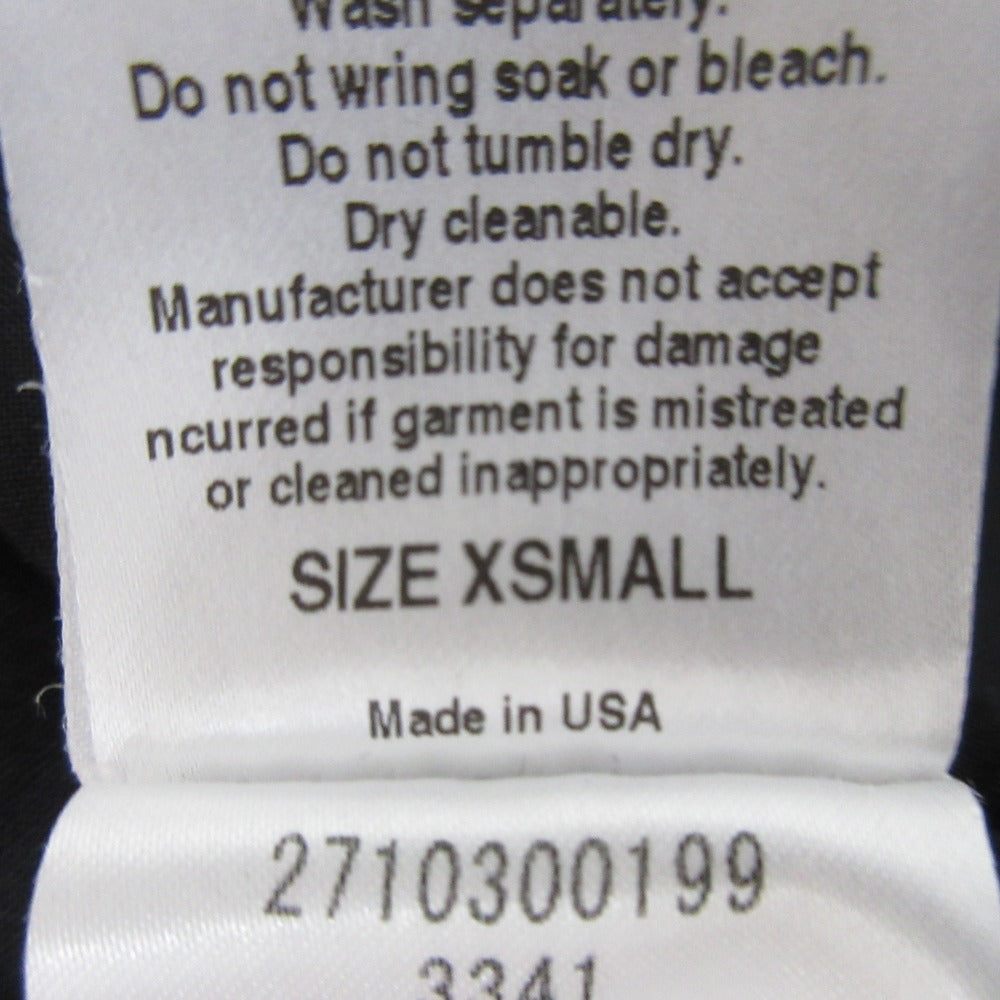 Wash separately.
Do not wring soak or bleach.
Do not tumble dry.
Dry cleanable.
Manufacturer does not accept
responsibility for damage
ncurred if garment is mistreated
or cleaned inappropriately.
SIZE XSMALL
Made in USA
2710300199
3341